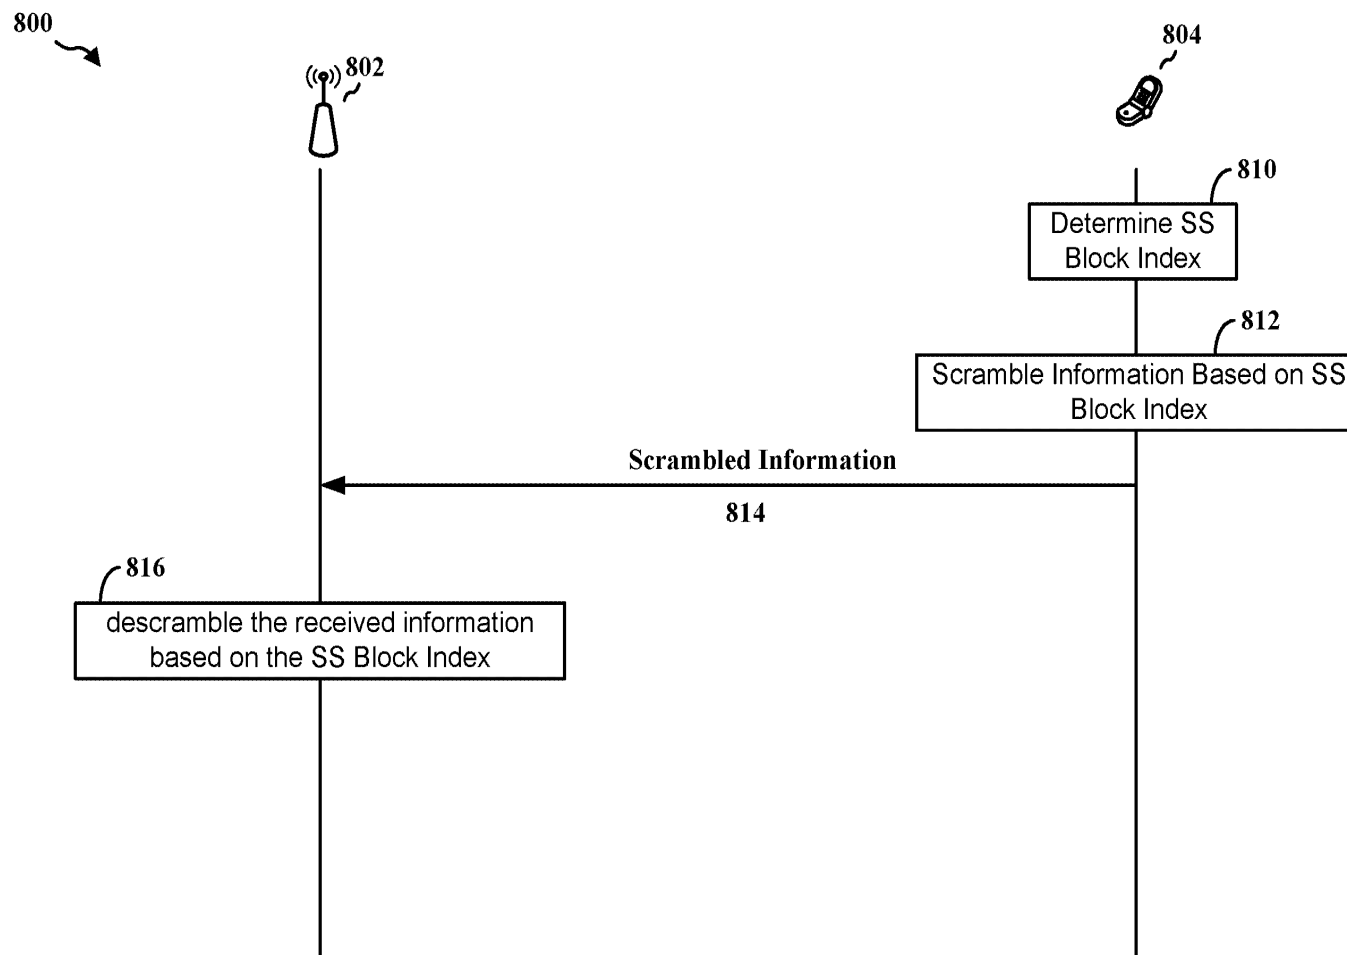 800
802
804
810
Determine SS
Block Index
812
Scramble Information Based on SS
Block Index
Scrambled Information
814
816
descramble the received information
based on the SS Block Index